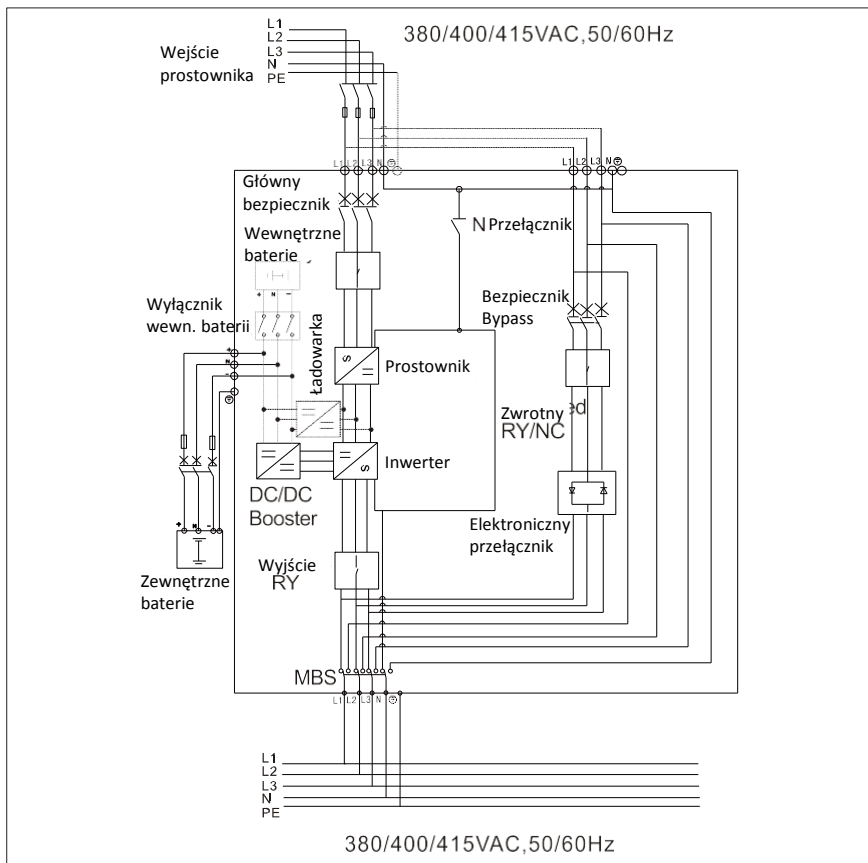 380/400/415VAC,50/60Hz
L1
L2
L3
N
PE
Wejście
prostownika
L1 L2 L3 N
L1 L2 L3 N
Główny
bezpiecznik
Wewnętrzne
baterie
N Przełącznik
+ N -
Wyłącznik
wewn. baterii
Bezpiecznik
Bypass
+
N
-
Ładowarka
Prostownik
Zwrotny
RY/NC
Inwerter
DC/DC
Booster
Elektroniczny
przełącznik
+ N -
Zewnętrzne
baterie
Wyjście
RY
MBS
L1 L2 L3 N
L1
L2
L3
N
PE
380/400/415VAC,50/60Hz